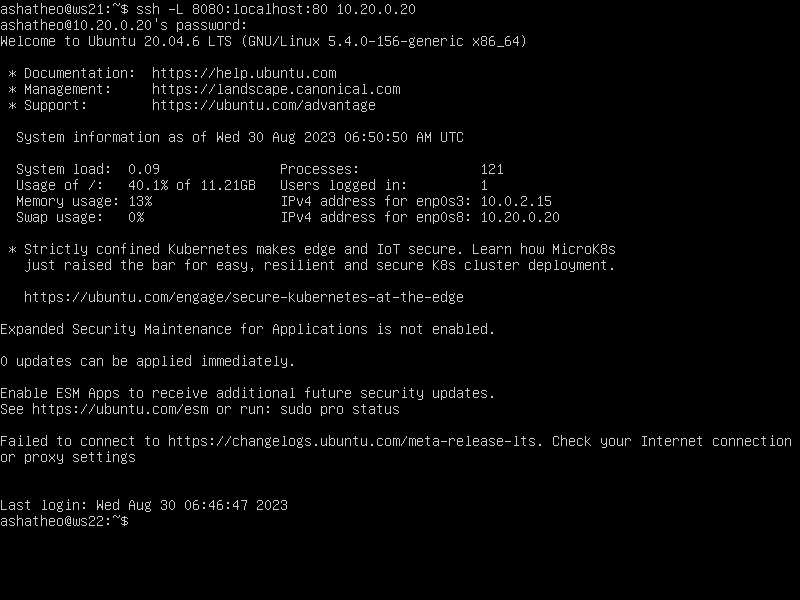 ashatheo@ws21:~$ ssh -L 8080:localhost:80 10.20.0.20
ashatheo@10.20.0.20's password:
Welcome to Ubuntu 20.04.6 LTS (GNU/Linux 5.4.0-156-generic x86_64)

 * Documentation:  https://help.ubuntu.com
 * Management:     https://landscape.canonical.com
 * Support:        https://ubuntu.com/advantage

  System information as of Wed 30 Aug 2023 06:50:50 AM UTC

  System load:  0.09               Processes:               121
  Usage of /:   40.1% of 11.21GB   Users logged in:         1
  Memory usage: 13%                IPv4 address for enp0s3: 10.0.2.15
  Swap usage:   0%                 IPv4 address for enp0s8: 10.20.0.20

 * Strictly confined Kubernetes makes edge and IoT secure. Learn how MicroK8s
   just raised the bar for easy, resilient and secure K8s cluster deployment.

   https://ubuntu.com/engage/secure-kubernetes-at-the-edge

Expanded Security Maintenance for Applications is not enabled.

0 updates can be applied immediately.

Enable ESM Apps to receive additional future security updates.
See https://ubuntu.com/esm or run: sudo pro status

Failed to connect to https://changelogs.ubuntu.com/meta-release-lts. Check your Internet connection
or proxy settings


Last login: Wed Aug 30 06:46:47 2023
ashatheo@ws22:~$